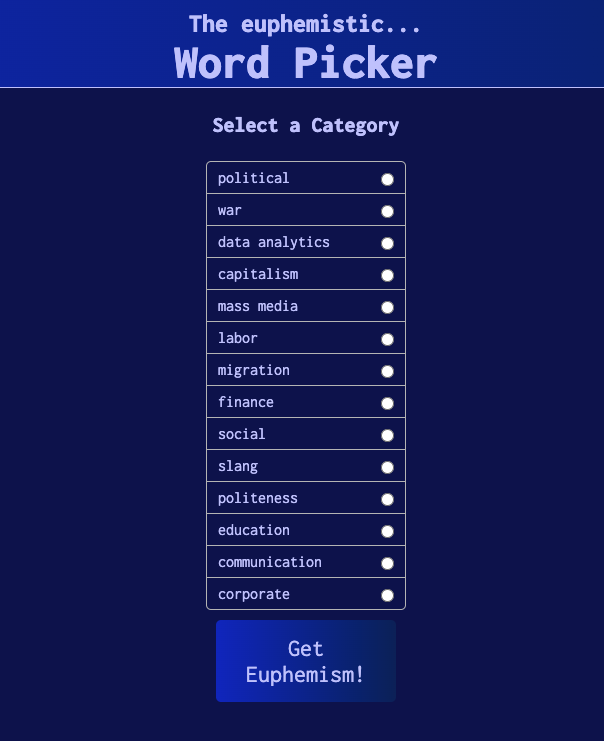 The euphemistic...
Word Picker
Select a Category
political
war
data analytics
capitalism
mass media
labor
migration
finance
social
slang
politeness
education
communication
corporate
Get
Euphemism!